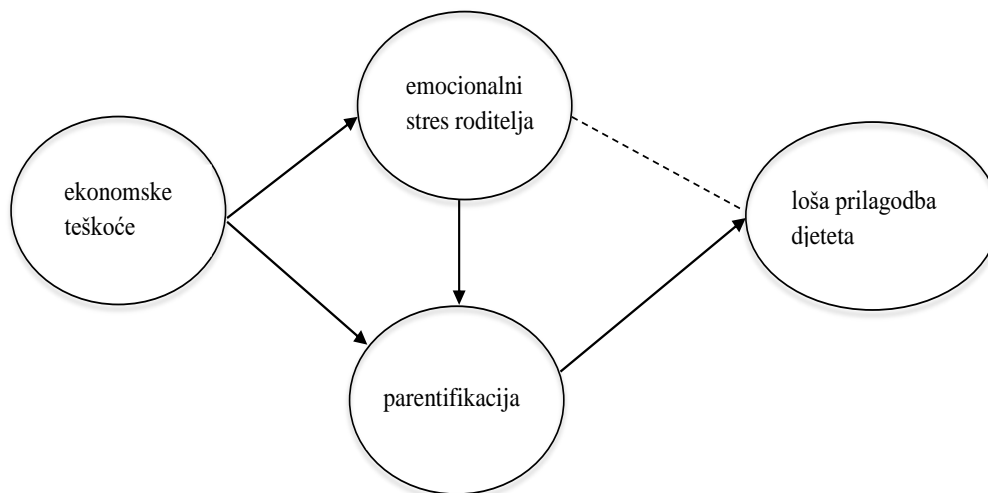 emocionalni
stres roditelja
ekonomske
teškoće
loša prilagodba
djeteta
parentifikacija